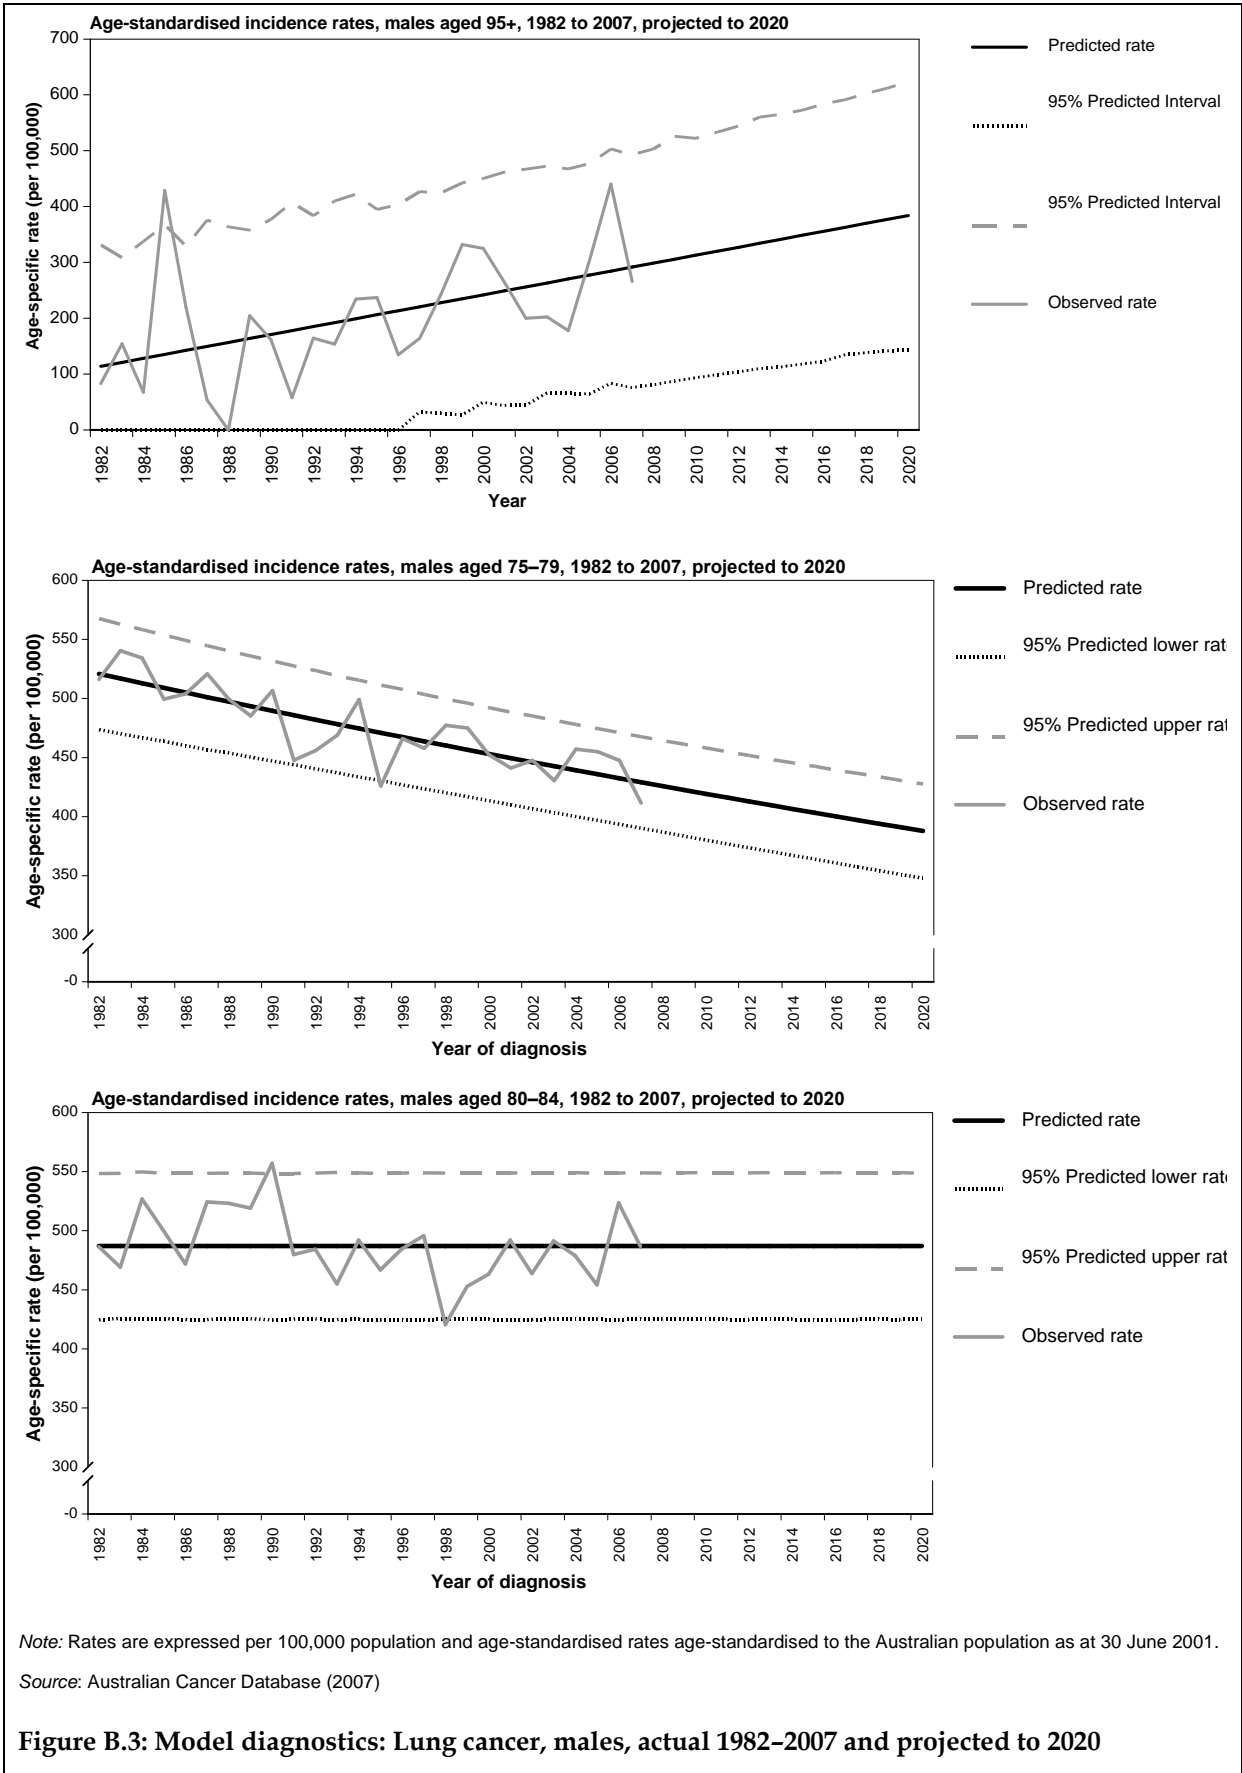 Age-standardised incidence rates, males aged 95+, 1982 to 2007, projected to 2020
Age-specific rate (per 100,000)
700
600
500
400
300
200
100
0
1982 1984 1986 1988 1990 1992 1994 1996 1998 2000 2002 2004 2006 2008 2010 2012 2014 2016 2018 2020
Year
Predicted rate
95% Predicted Interval
95% Predicted Interval
Observed rate
Age-standardised incidence rates, males aged 75–79, 1982 to 2007, projected to 2020
Age-specific rate (per 100,000)
600
550
500
450
400
350
300
-0
1982 1984 1986 1988 1990 1992 1994 1996 1998 2000 2002 2004 2006 2008 2010 2012 2014 2016 2018 2020
Year of diagnosis
Predicted rate
95% Predicted lower rat
95% Predicted upper rat
Observed rate
Age-standardised incidence rates, males aged 80–84, 1982 to 2007, projected to 2020
Age-specific rate (per 100,000)
600
550
500
450
400
350
300
-0
1982 1984 1986 1988 1990 1992 1994 1996 1998 2000 2002 2004 2006 2008 2010 2012 2014 2016 2018 2020
Year of diagnosis
Predicted rate
95% Predicted lower rat
95% Predicted upper rat
Observed rate
Note: Rates are expressed per 100,000 population and age-standardised rates age-standardised to the Australian population as at 30 June 2001.
Source: Australian Cancer Database (2007)
Figure B.3: Model diagnostics: Lung cancer, males, actual 1982–2007 and projected to 2020